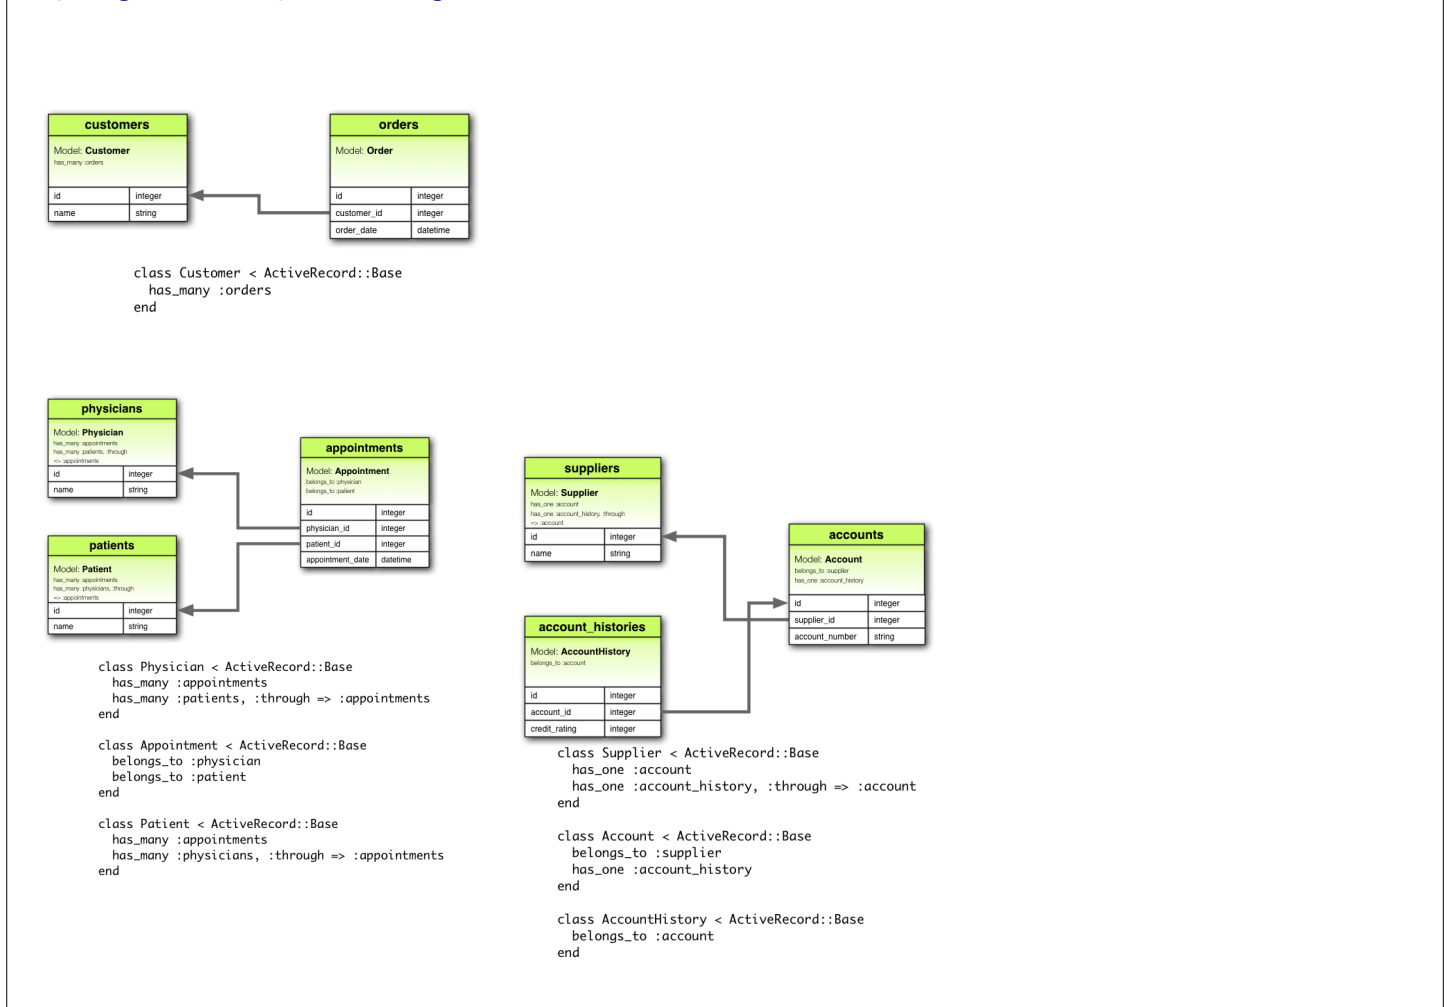 customers
Model: Customer
has_many :orders
id integer
name string
orders
Model: Order
id integer
customer_id integer
order_date datetime
class Customer < ActiveRecord::Base
has_many :orders
end
physicians
Model: Physician
has_many :appointments
has_many :patients, :through
=> :appointments
id integer
name string
appointments
Model: Appointment
belongs_to :physician
belongs_to :patient
id integer
physician_id integer
patient_id integer
appointment_date datetime
patients
Model: Patient
has_many :appointments
has_many :physicians, :through
=> :appointments
id integer
name string
class Physician < ActiveRecord::Base
has_many :appointments
has_many :patients, :through => :appointments
end
class Appointment < ActiveRecord::Base
belongs_to :physician
belongs_to :patient
end
class Patient < ActiveRecord::Base
has_many :appointments
has_many :physicians, :through => :appointments
end
suppliers
Model: Supplier
has_one :account
has_one :account_history, :through
=> :account
id integer
name string
accounts
Model: Account
belongs_to :supplier
has_one :account_history
id integer
supplier_id integer
account_number string
account_histories
Model: AccountHistory
belongs_to :account
id integer
account_id integer
credit_rating integer
class Supplier < ActiveRecord::Base
has_one :account
has_one :account_history, :through => :account
end
class Account < ActiveRecord::Base
belongs_to :supplier
has_one :account_history
end
class AccountHistory < ActiveRecord::Base
belongs_to :account
end